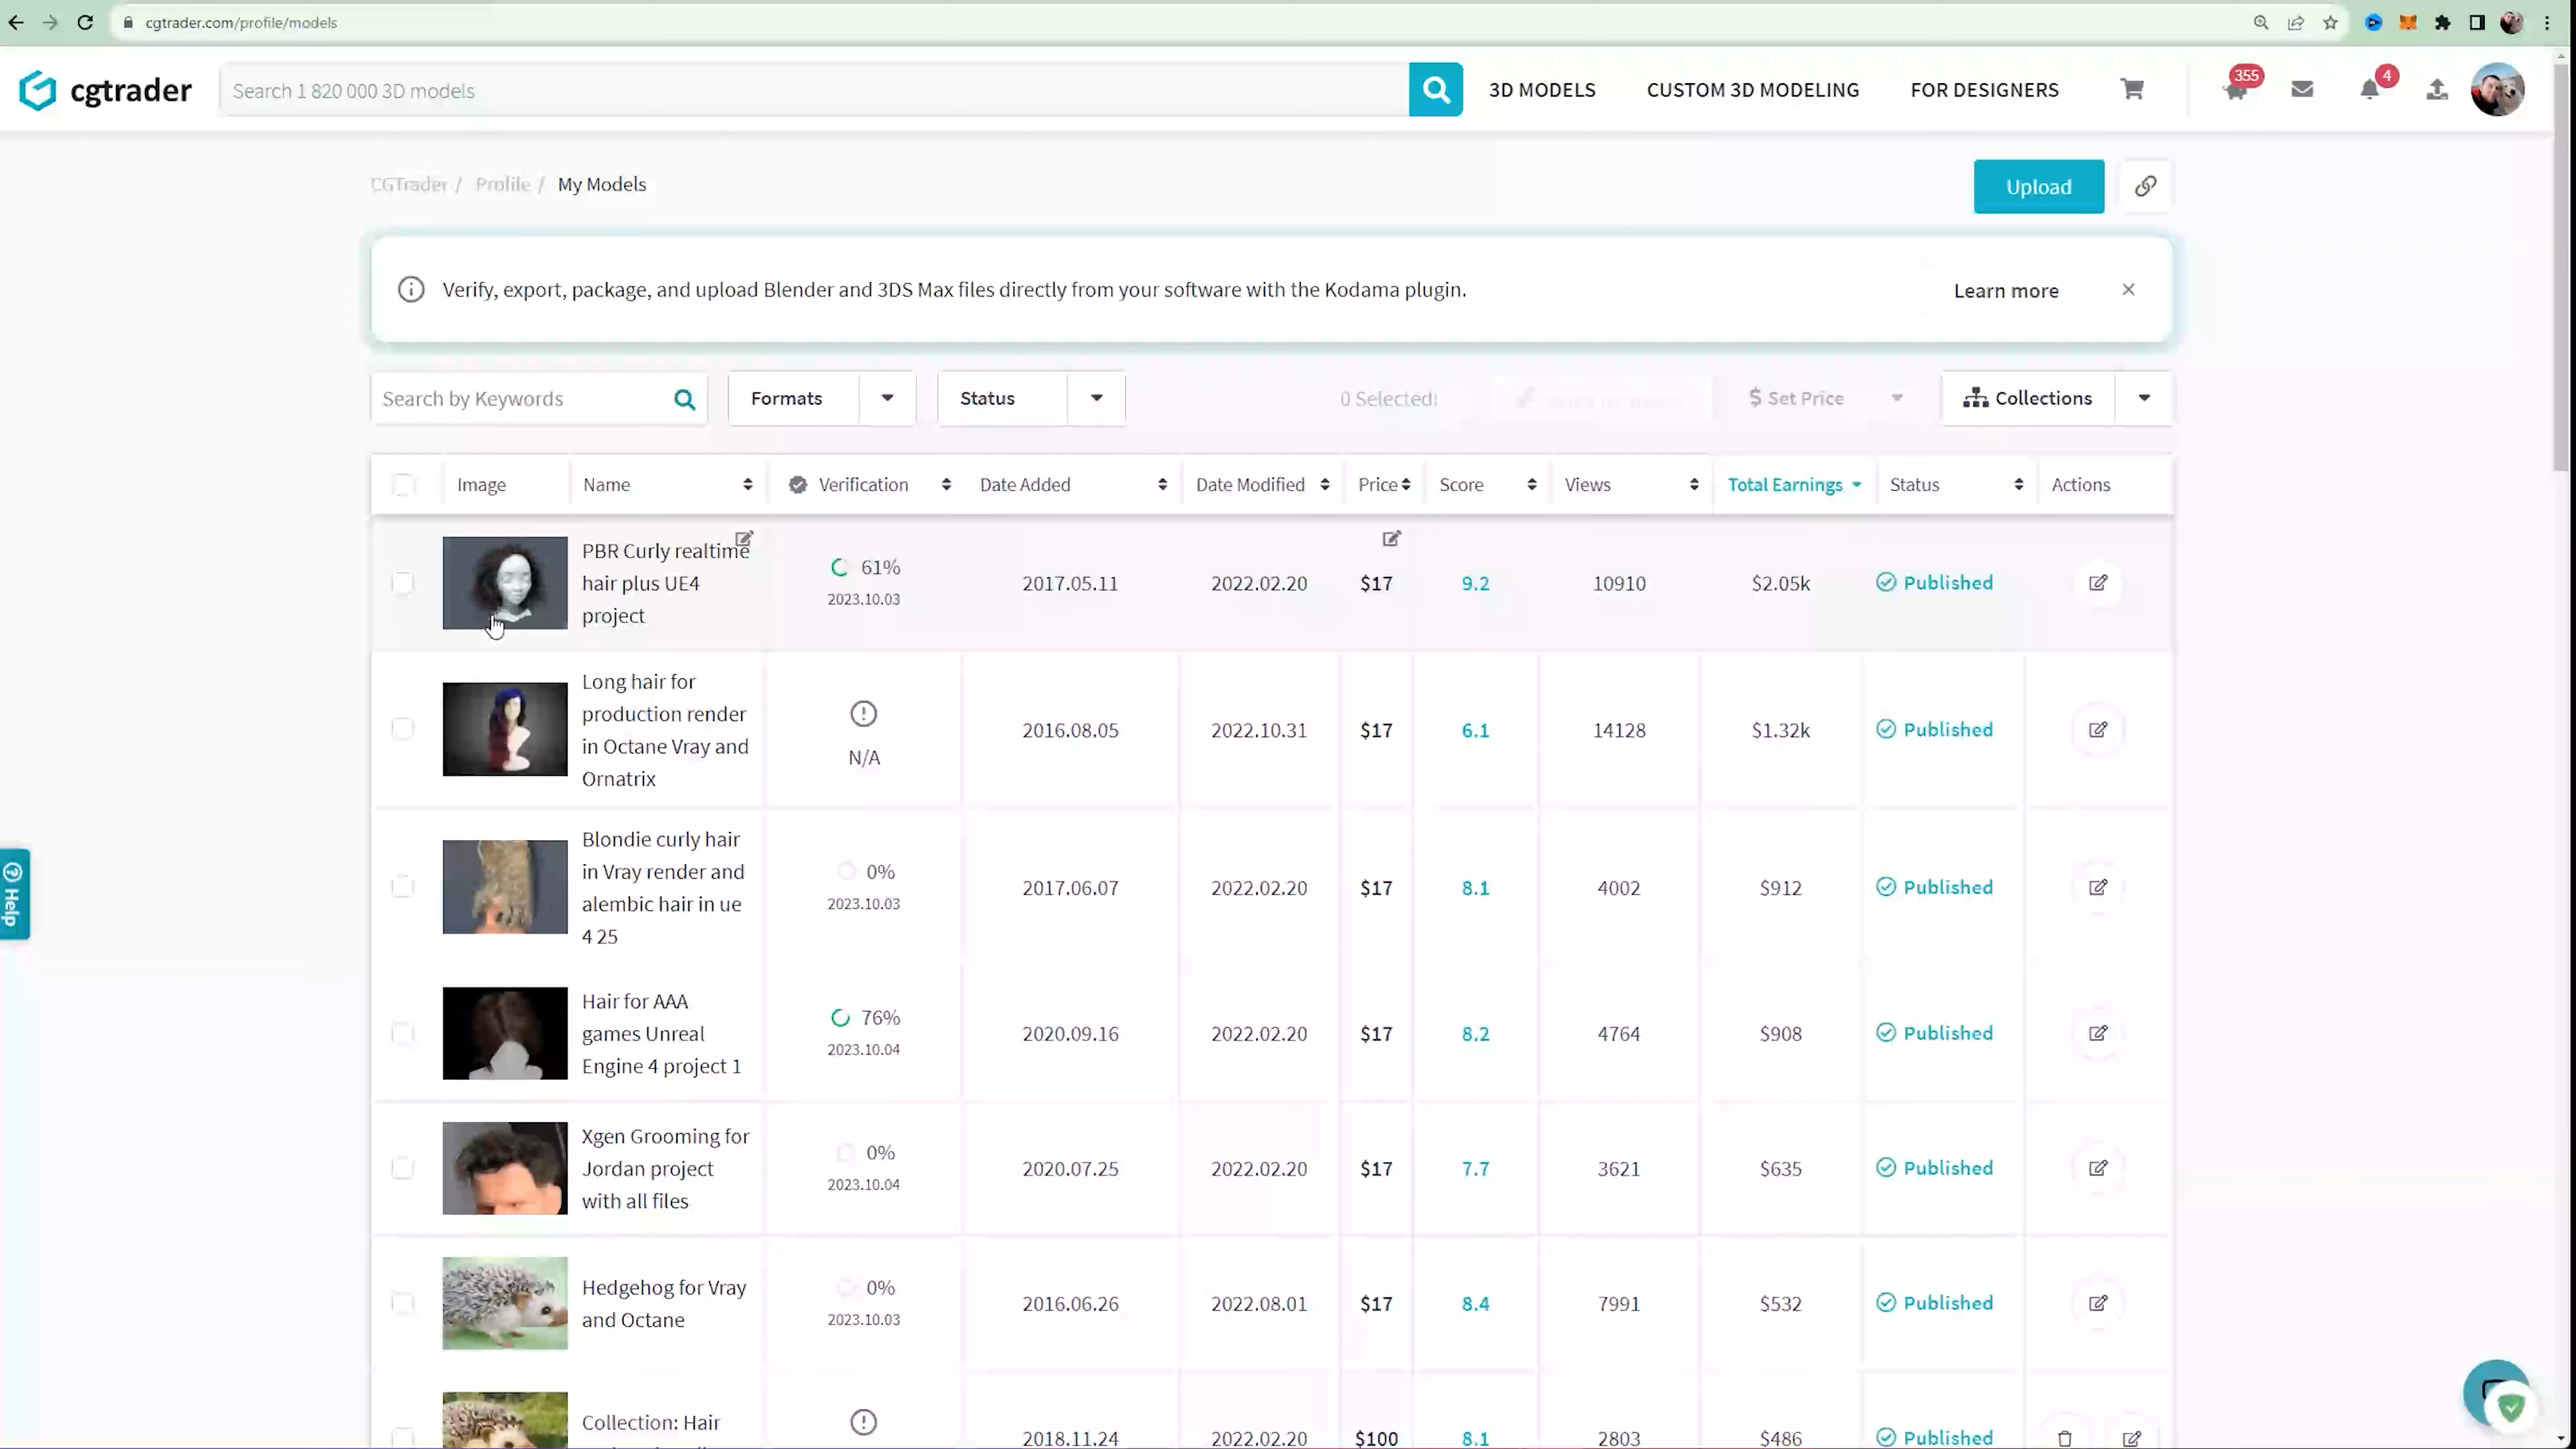 cgtrader.com/profile/models
cgtrader
Search 1 820 000 3D models
3D MODELS
CUSTOM 3D MODELING
FOR DESIGNERS
355
4
CGTrader / Profile / My Models
Upload
Verify, export, package, and upload Blender and 3DS Max files directly from your software with the Kodama plugin.
Learn more
Search by Keywords
Formats
Status
0 Selected:
$ Set Price
Collections
Image
Name
Verification
Date Added
Date Modified
Price
Score
Views
Total Earnings
Status
Actions
PBR Curly realtime
hair plus UE4
project
61%
2023.10.03
2017.05.11
2022.02.20
$17
9.2
10910
$2.05k
Published
Long hair for
production render
in Octane Vray and
Ornatrix
N/A
2016.08.05
2022.10.31
$17
6.1
14128
$1.32k
Published
Blondie curly hair
in Vray render and
alembic hair in ue
4 25
0%
2023.10.03
2017.06.07
2022.02.20
$17
8.1
4002
$912
Published
Hair for AAA
games Unreal
Engine 4 project 1
76%
2023.10.04
2020.09.16
2022.02.20
$17
8.2
4764
$908
Published
Xgen Grooming for
Jordan project
with all files
0%
2023.10.04
2020.07.25
2022.02.20
$17
7.7
3621
$635
Published
Hedgehog for Vray
and Octane
0%
2023.10.03
2016.06.26
2022.08.01
$17
8.4
7991
$532
Published
Collection: Hair
2018.11.24
2022.02.20
$100
8.1
2803
$486
Published
Help